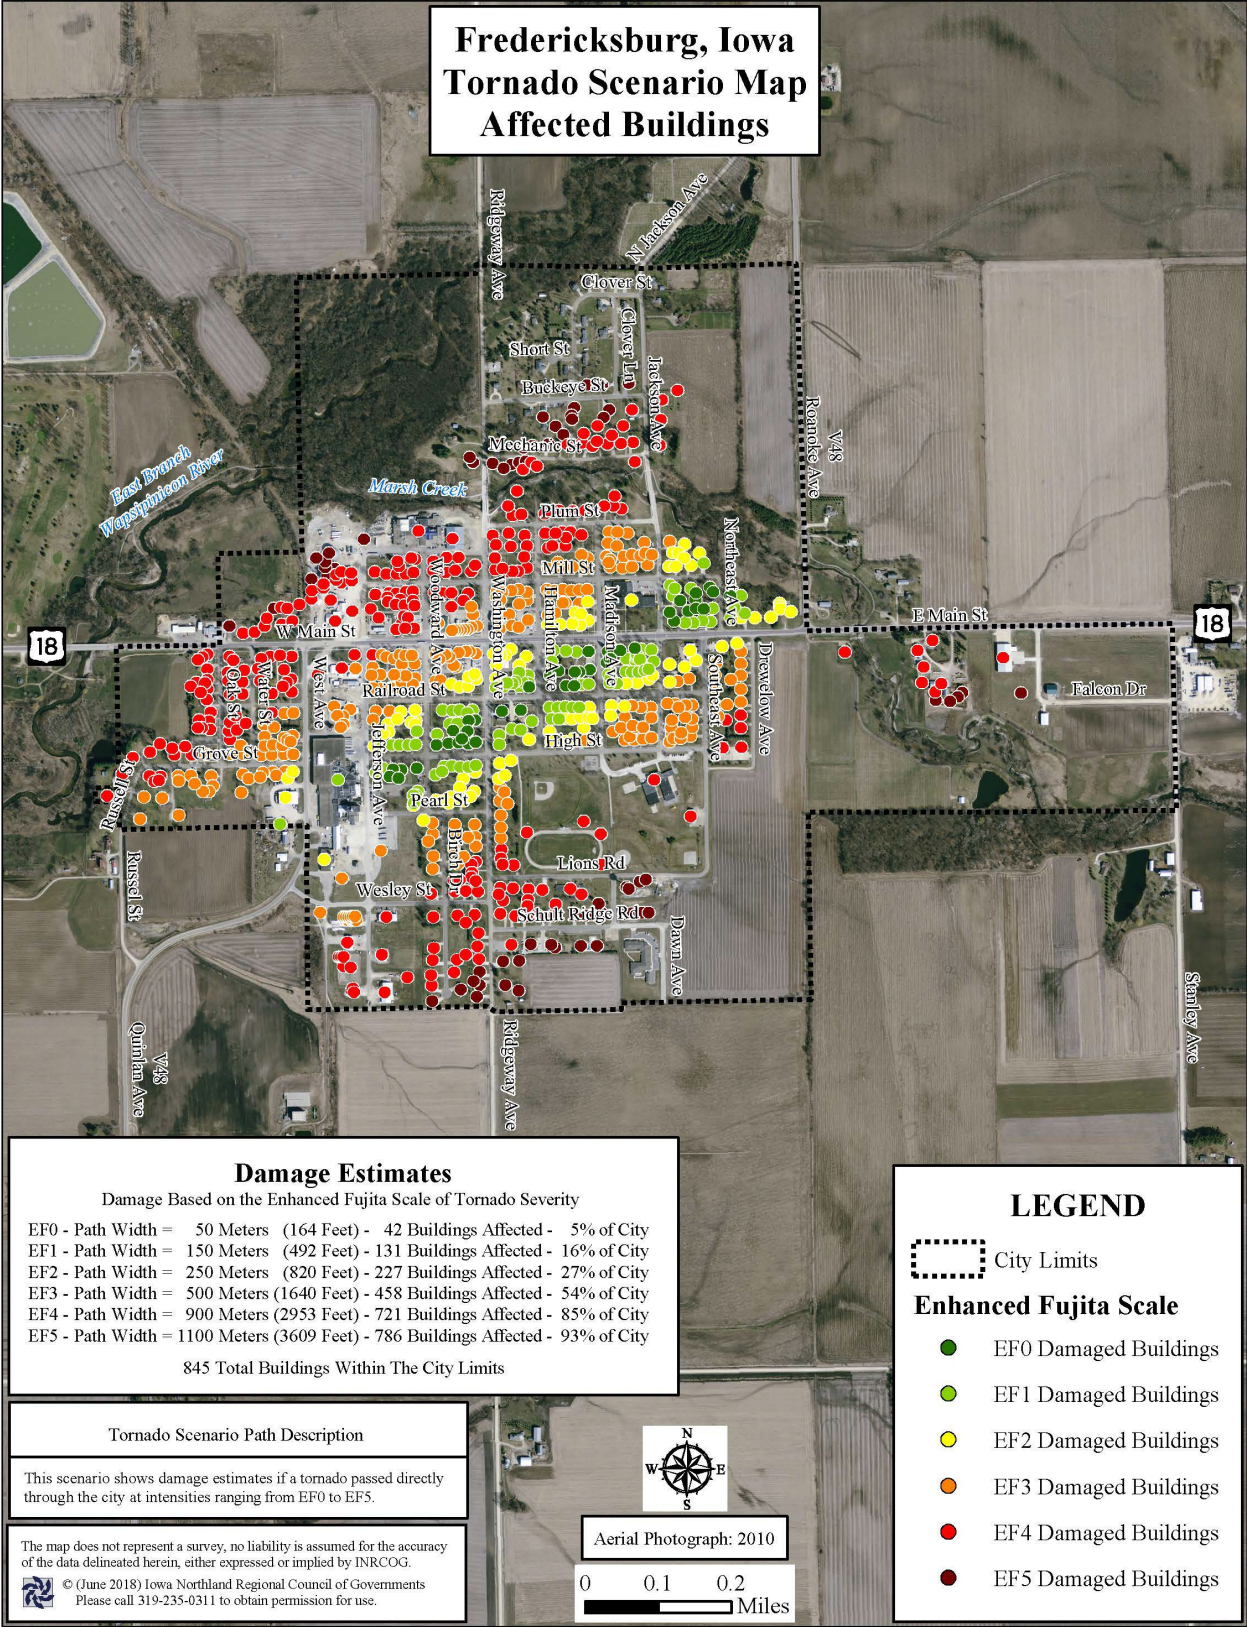 Fredericksburg, Iowa
Tornado Scenario Map
Affected Buildings
N Jackson Ave
Ridgeway Ave
Clover St
Clover Ln
Short St
Jackson Ave
Buckeye St
Roanoke Ave
V48
Mechanic St
East Branch
Wapsipinicon River
Marsh Creek
Plum St
Northeast Ave
Mill St
Woodward Ave
Washington Ave
Hamilton Ave
Madison Ave
E Main St
18
W Main St
18
West Ave
Oak St
Water St
Railroad St
Southeast Ave
Drewelow Ave
Falcon Dr
Jefferson Ave
High St
Grove St
Russell St
Pearl St
Birch Dr
Lions Rd
Russel St
Wesley St
Schult Ridge Rd
Dawn Ave
Stanley Ave
Quinlan Ave
V48
Ridgeway Ave
Damage Estimates
Damage Based on the Enhanced Fujita Scale of Tornado Severity
EF0 - Path Width = 50 Meters (164 Feet) - 42 Buildings Affected - 5% of City
EF1 - Path Width = 150 Meters (492 Feet) - 131 Buildings Affected - 16% of City
EF2 - Path Width = 250 Meters (820 Feet) - 227 Buildings Affected - 27% of City
EF3 - Path Width = 500 Meters (1640 Feet) - 458 Buildings Affected - 54% of City
EF4 - Path Width = 900 Meters (2953 Feet) - 721 Buildings Affected - 85% of City
EF5 - Path Width = 1100 Meters (3609 Feet) - 786 Buildings Affected - 93% of City
845 Total Buildings Within The City Limits
Tornado Scenario Path Description
This scenario shows damage estimates if a tornado passed directly
through the city at intensities ranging from EF0 to EF5.
The map does not represent a survey, no liability is assumed for the accuracy
of the data delineated herein, either expressed or implied by INRCOG.
© (June 2018) Iowa Northland Regional Council of Governments
Please call 319-235-0311 to obtain permission for use.
N
W
E
S
Aerial Photograph: 2010
0 0.1 0.2
Miles
LEGEND
City Limits
Enhanced Fujita Scale
EF0 Damaged Buildings
EF1 Damaged Buildings
EF2 Damaged Buildings
EF3 Damaged Buildings
EF4 Damaged Buildings
EF5 Damaged Buildings